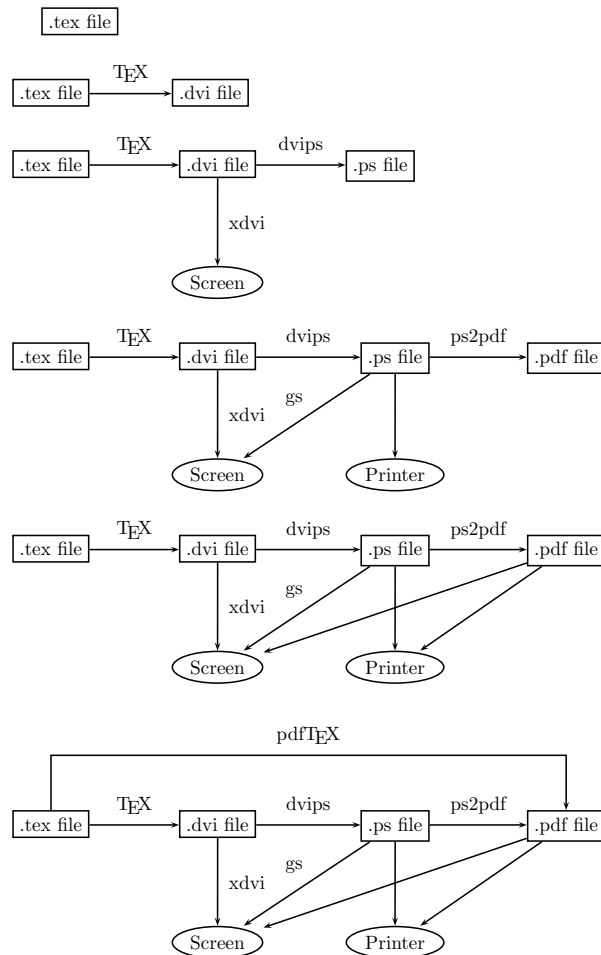 .tex file
TEX
.tex file .dvi file
TEX dvips
.tex file .dvi file .ps file
xdvi
Screen
TEX dvips ps2pdf
.tex file .dvi file .ps file .pdf file
gs
xdvi
Screen Printer
TEX dvips ps2pdf
.tex file .dvi file .ps file .pdf file
gs
xdvi
Screen Printer
pdfTEX
TEX dvips ps2pdf
.tex file .dvi file .ps file .pdf file
gs
xdvi
Screen Printer